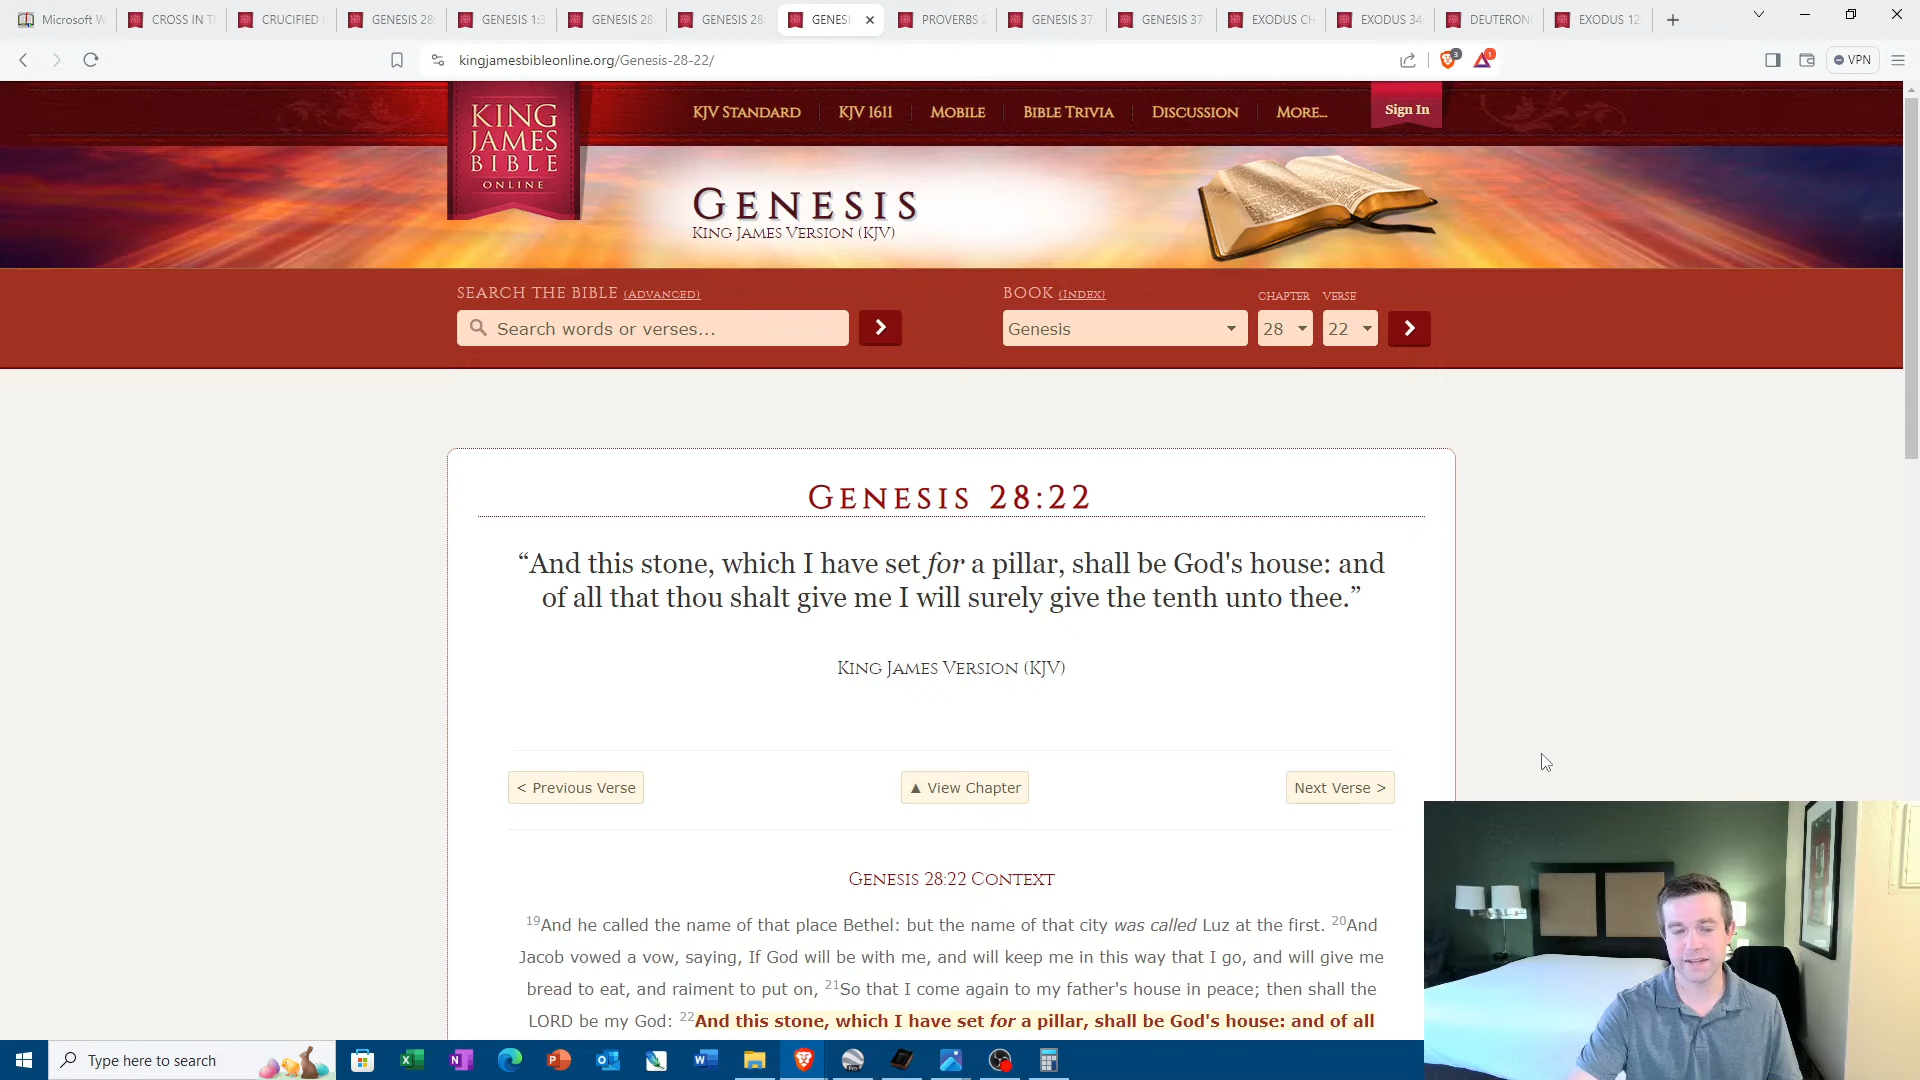 Microsoft W
CROSS IN T
CRUCIFIED
GENESIS 28
GENESIS 1:3
GENESIS 28
GENESIS 28
GENESI
PROVERBS 2
GENESIS 37
GENESIS 37
EXODUS CH
EXODUS 34
DEUTERON
EXODUS 12
kingjamesbibleonline.org/Genesis-28-22/
3
1
VPN
KING
JAMES
BIBLE
ONLINE
KJV STANDARD
KJV 1611
MOBILE
BIBLE TRIVIA
DISCUSSION
MORE...
Sign In
GENESIS
KING JAMES VERSION (KJV)
SEARCH THE BIBLE (ADVANCED)
BOOK (INDEX)
CHAPTER
VERSE
Search words or verses...
Genesis
28
22
GENESIS 28:22
“And this stone, which I have set for a pillar, shall be God's house: and
of all that thou shalt give me I will surely give the tenth unto thee.”
KING JAMES VERSION (KJV)
< Previous Verse
▲ View Chapter
Next Verse >
GENESIS 28:22 CONTEXT
19And he called the name of that place Bethel: but the name of that city was called Luz at the first. 20And
Jacob vowed a vow, saying, If God will be with me, and will keep me in this way that I go, and will give me
bread to eat, and raiment to put on, 21So that I come again to my father's house in peace; then shall the
LORD be my God: 22And this stone, which I have set for a pillar, shall be God's house: and of all
Type here to search